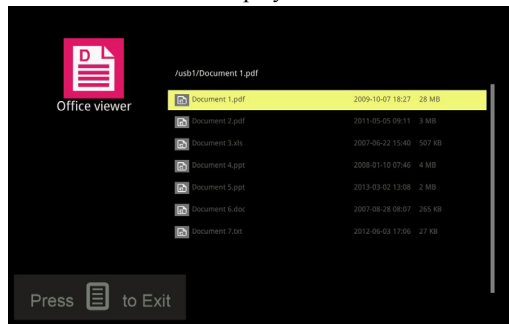 Office viewer
/usb1/Document 1.pdf
Document 1.pdf 2009-10-07 18:27 28 MB
Document 2.pdf 2011-05-05 09:11 3 MB
Document 3.xls 2007-06-22 15:40 507 KB
Document 4.ppt 2008-01-10 07:46 4 MB
Document 5.ppt 2013-03-02 13:08 2 MB
Document 6.doc 2007-08-28 08:07 265 KB
Document 7.txt 2012-06-03 17:06 27 KB
Press to Exit